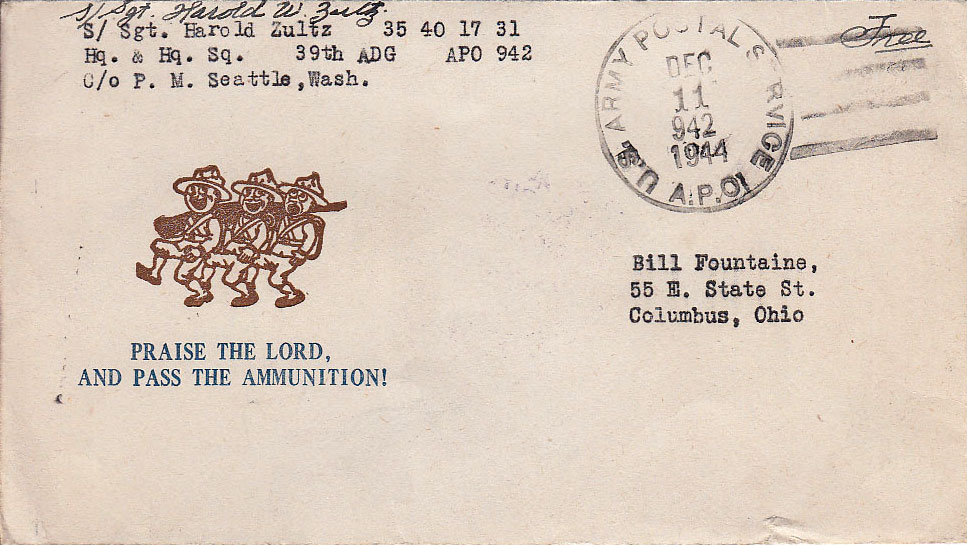 S/Sgt. Harold W. Zultz
S/ Sgt. Harold Zultz 35 40 17 31
Hq. & Hq. Sq. 39th ADG APO 942
C/o P. M. Seattle,Wash.
Free
U.S. ARMY POSTAL SERVICE
A.P.O.
DEC
11
942
1944
PRAISE THE LORD,
AND PASS THE AMMUNITION!
Bill Fountaine,
55 E. State St.
Columbus, Ohio